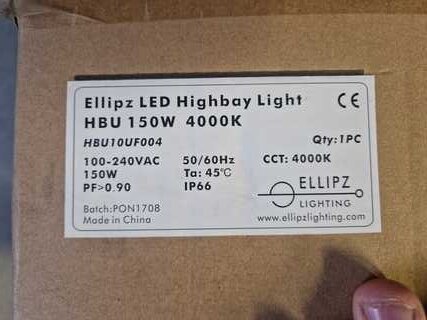 Ellipz LED Highbay Light
CE
HBU 150W 4000K
HBU10UF004
Qty: 1PC
100-240VAC 50/60Hz CCT: 4000K
150W Ta: 45℃
PF>0.90 IP66
ELLIPZ
LIGHTING
Batch: PON1708
Made in China
www.ellipzlighting.com